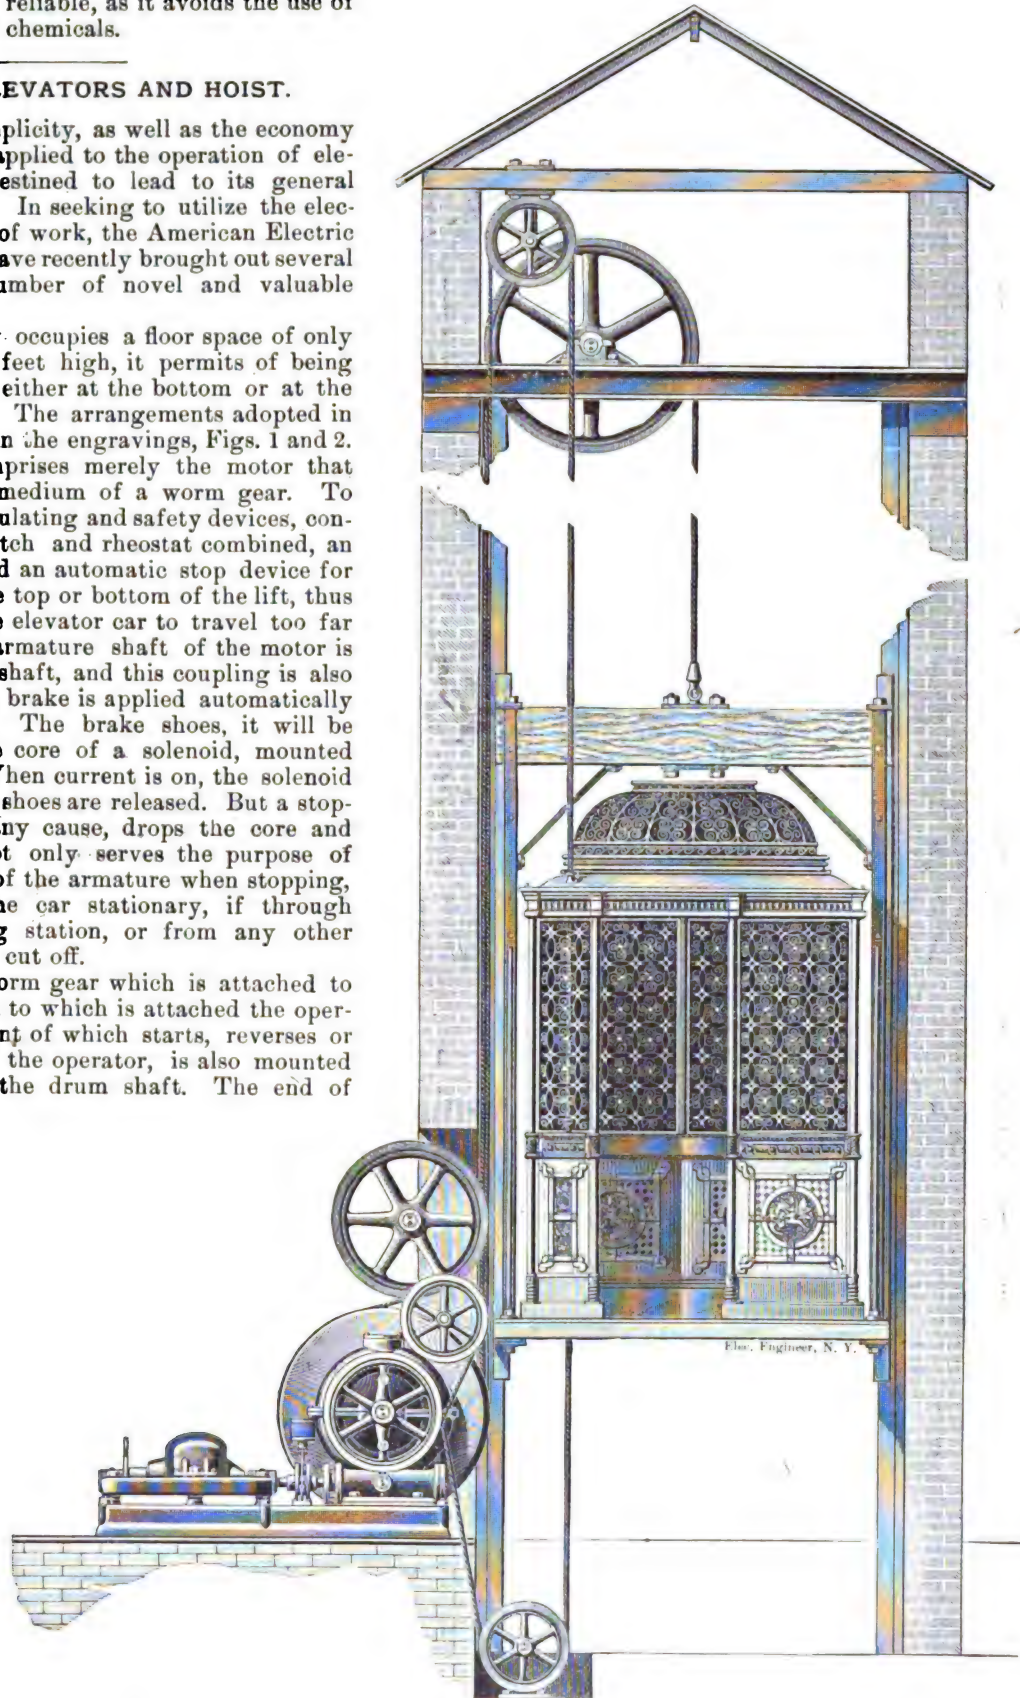 reliable, as it avoids the use of
chemicals.
EVATORS AND HOIST.
plicity, as well as the economy
applied to the operation of ele-
estined to lead to its general
In seeking to utilize the elec-
of work, the American Electric
ave recently brought out several
umber of novel and valuable
occupies a floor space of only
feet high, it permits of being
either at the bottom or at the
The arrangements adopted in
n the engravings, Figs. 1 and 2.
prises merely the motor that
medium of a worm gear. To
ulating and safety devices, con-
tch and rheostat combined, an
d an automatic stop device for
e top or bottom of the lift, thus
e elevator car to travel too far
armature shaft of the motor is
shaft, and this coupling is also
brake is applied automatically
The brake shoes, it will be
e core of a solenoid, mounted
When current is on, the solenoid
shoes are released. But a stop-
ny cause, drops the core and
t only serves the purpose of
of the armature when stopping,
e car stationary, if through
g station, or from any other
cut off.
orm gear which is attached to
to which is attached the oper-
nt of which starts, reverses or
the operator, is also mounted
the drum shaft. The end of
Elec. Engineer, N. Y.